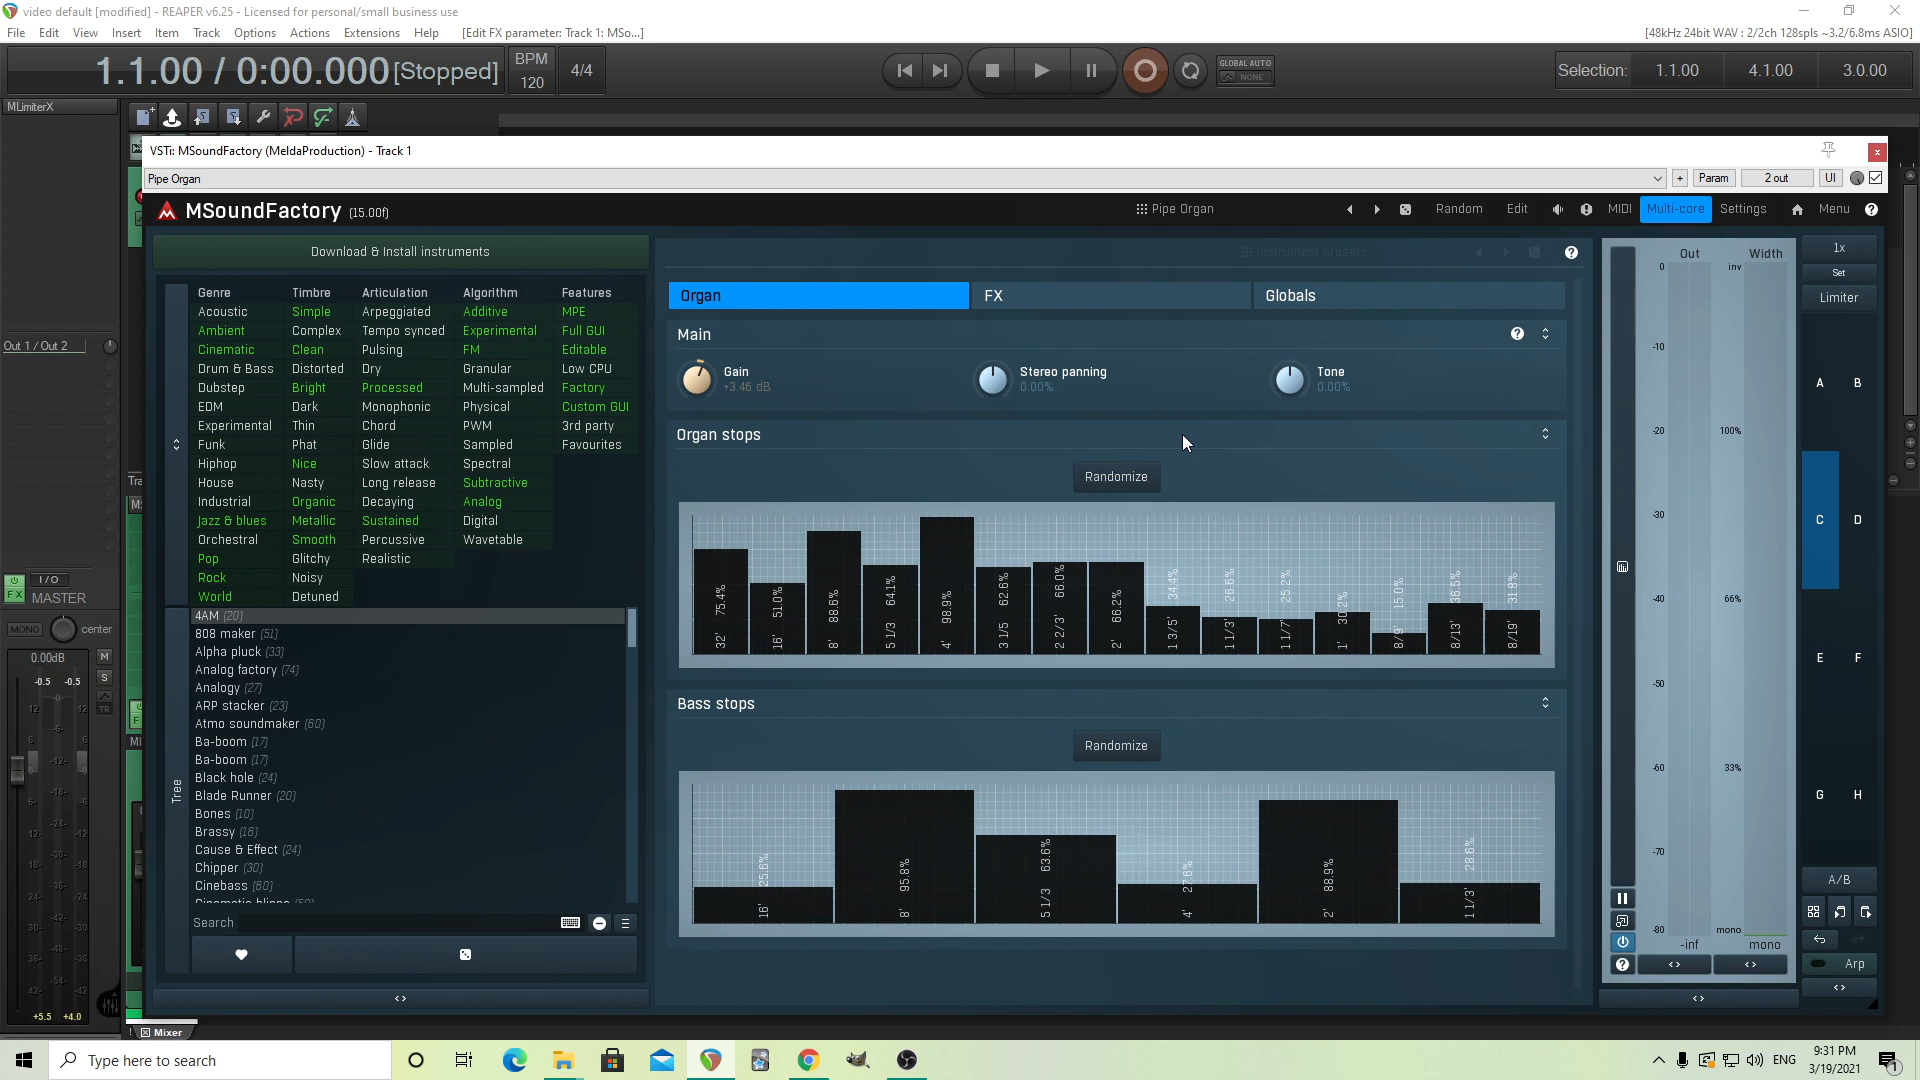 video default [modified] - REAPER v6.25 - Licensed for personal/small business use
File Edit View Insert Item Track Options Actions Extensions Help [Edit FX parameter: Track 1: MSo...]
[48kHz 24bit WAV : 2/2ch 128spls ~3.2/6.8ms ASIO]
1.1.00 / 0:00.000 [Stopped]
BPM
120
4/4
GLOBAL AUTO
NONE
Selection: 1.1.00 4.1.00 3.0.00
MLimiterX
VSTi: MSoundFactory (MeldaProduction) - Track 1
x
Pipe Organ
+ Param 2 out UI
MSoundFactory (15.00f)
Pipe Organ
Random Edit MIDI Multi-core Settings Menu ?
Download & Install instruments
Instrument presets
?
1x
Set
Limiter
Genre Timbre Articulation Algorithm Features
Acoustic Simple Arpeggiated Additive MPE
Ambient Complex Tempo synced Experimental Full GUI
Cinematic Clean Pulsing FM Editable
Drum & Bass Distorted Dry Granular Low CPU
Dubstep Bright Processed Multi-sampled Factory
EDM Dark Monophonic Physical Custom GUI
Experimental Thin Chord PWM 3rd party
Funk Phat Glide Sampled Favourites
Hiphop Nice Slow attack Spectral
House Nasty Long release Subtractive
Industrial Organic Decaying Analog
Jazz & blues Metallic Sustained Digital
Orchestral Smooth Percussive Wavetable
Pop Glitchy Realistic
Rock Noisy
World Detuned
4AM (20)
808 maker (51)
Alpha pluck (33)
Analog factory (74)
Analogy (27)
ARP stacker (23)
Atmo soundmaker (60)
Ba-boom (17)
Ba-boom (17)
Black hole (24)
Blade Runner (20)
Bones (10)
Brassy (16)
Cause & Effect (24)
Chipper (30)
Cinebass (60)
Tree
Search
Organ FX Globals
Main
?
Gain
+3.46 dB
Stereo panning
0.00%
Tone
0.00%
Organ stops
Randomize
32' 75.4%
16' 51.0%
8' 88.6%
5 1/3 64.1%
4' 98.9%
3 1/5 62.6%
2 2/3' 66.0%
2' 66.2%
1 3/5' 34.4%
1 1/3' 26.6%
1 1/7' 25.2%
1' 30.2%
8/9' 15.0%
8/13' 36.5%
8/19' 31.8%
Bass stops
Randomize
16' 25.6%
8' 95.8%
5 1/3 63.6%
4' 27.6%
2' 88.9%
1 1/3' 28.6%
Out Width
0 inv
-10
-20 100%
-30
-40 66%
-50
-60 33%
-70
-80 mono
-inf mono
A B
C D
E F
G H
A/B
Arp
Out 1 / Out 2
I/O
FX
MASTER
MONO
center
0.00dB
M
S
TR
-0.5 -0.5
+5.5 +4.0
Mixer
Type here to search
ENG
9:31 PM
3/19/2021
1